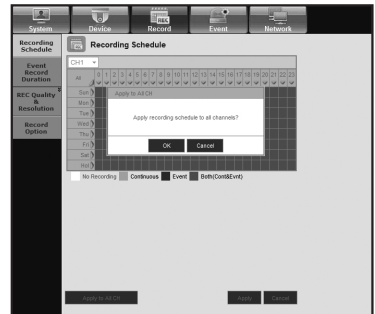 System Device Record Event Network
Recording Schedule
Recording
Schedule
Event
Record
Duration
REC Quality
&
Resolution
Record
Option
CH1
All 0 1 2 3 4 5 6 7 8 9 10 11 12 13 14 15 16 17 18 19 20 21 22 23
Sun
Mon
Tue
Wed
Thu
Fri
Sat
Hol
Apply to All CH
Apply recording schedule to all channels?
OK Cancel
No Recording Continuous Event Both(Cont&Evnt)
Apply to All CH Apply Cancel